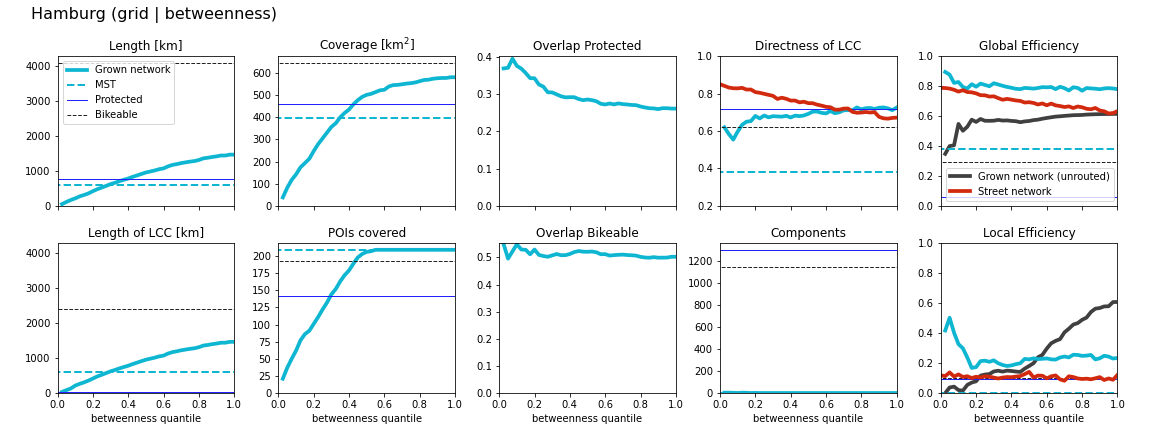 Hamburg (grid | betweenness)
Length [km]
4000
3000
2000
1000
0
Grown network
MST
Protected
Bikeable
Coverage [km²]
600
500
400
300
200
100
0
Overlap Protected
0.4
0.3
0.2
0.1
0.0
Directness of LCC
1.0
0.8
0.6
0.4
0.2
Global Efficiency
1.0
0.8
0.6
0.4
0.2
0.0
Grown network (unrouted)
Street network
Length of LCC [km]
4000
3000
2000
1000
0
0.0 0.2 0.4 0.6 0.8 1.0
betweenness quantile
POIs covered
200
175
150
125
100
75
50
25
0
0.0 0.2 0.4 0.6 0.8 1.0
betweenness quantile
Overlap Bikeable
0.5
0.4
0.3
0.2
0.1
0.0
0.0 0.2 0.4 0.6 0.8 1.0
betweenness quantile
Components
1200
1000
800
600
400
200
0
0.0 0.2 0.4 0.6 0.8 1.0
betweenness quantile
Local Efficiency
1.0
0.8
0.6
0.4
0.2
0.0
0.0 0.2 0.4 0.6 0.8 1.0
betweenness quantile